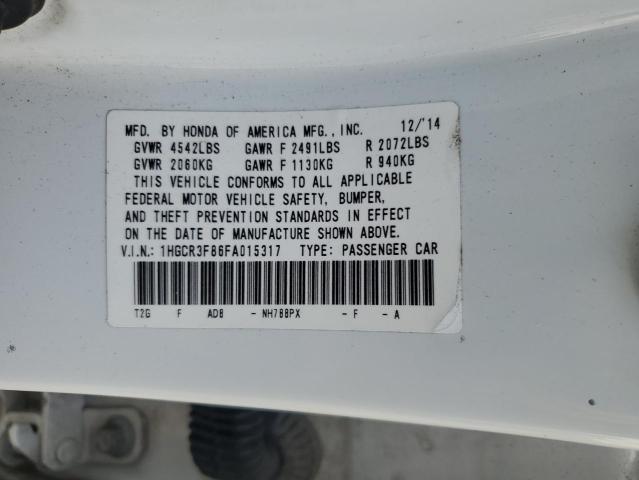 MFD. BY HONDA OF AMERICA MFG., INC. 12/'14
GVWR 4542LBS GAWR F 2491LBS R 2072LBS
GVWR 2060KG GAWR F 1130KG R 940KG
THIS VEHICLE CONFORMS TO ALL APPLICABLE
FEDERAL MOTOR VEHICLE SAFETY, BUMPER,
AND THEFT PREVENTION STANDARDS IN EFFECT
ON THE DATE OF MANUFACTURE SHOWN ABOVE.
V.I.N.: 1HGCR3F86FA015317 TYPE: PASSENGER CAR
T2G F AD8 - NH788PX - F - A